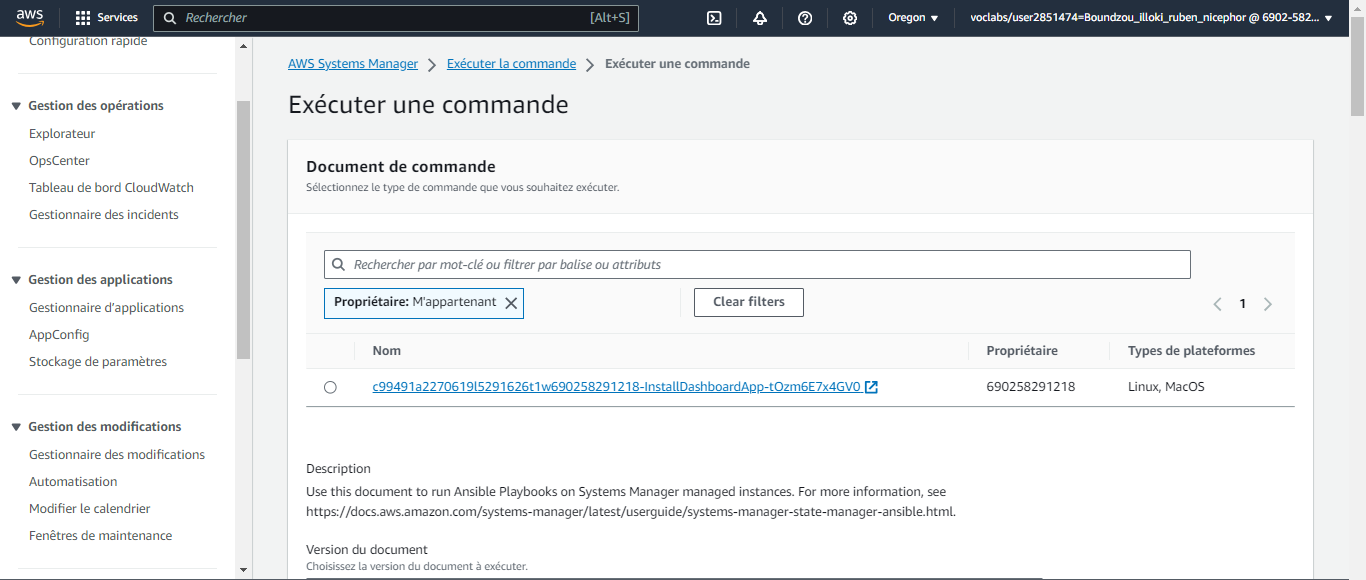 aws Services Rechercher [Alt+S] Oregon voclabs/user2851474=Boundzou_illoki_ruben_nicephor @ 6902-582...
Configuration rapide
Gestion des opérations
Explorateur
OpsCenter
Tableau de bord CloudWatch
Gestionnaire des incidents
Gestion des applications
Gestionnaire d'applications
AppConfig
Stockage de paramètres
Gestion des modifications
Gestionnaire des modifications
Automatisation
Modifier le calendrier
Fenêtres de maintenance
AWS Systems Manager > Exécuter la commande > Exécuter une commande
Exécuter une commande
Document de commande
Sélectionnez le type de commande que vous souhaitez exécuter.
Rechercher par mot-clé ou filtrer par balise ou attributs
Propriétaire: M'appartenant Clear filters 1
Nom Propriétaire Types de plateformes
c99491a2270619l5291626t1w690258291218-InstallDashboardApp-tOzm6E7x4GV0 690258291218 Linux, MacOS
Description
Use this document to run Ansible Playbooks on Systems Manager managed instances. For more information, see
https://docs.aws.amazon.com/systems-manager/latest/userguide/systems-manager-state-manager-ansible.html.
Version du document
Choisissez la version du document à exécuter.